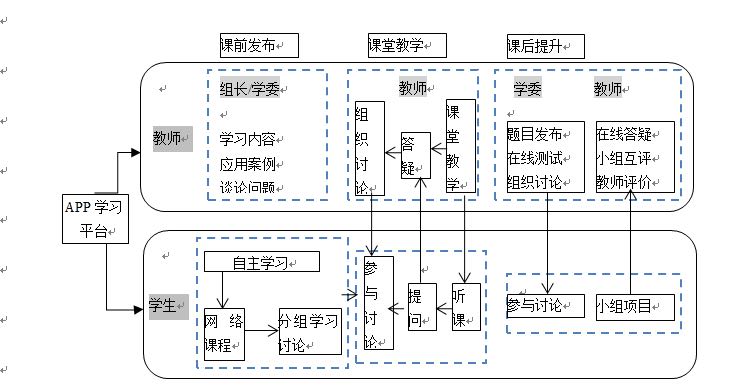 课前发布
课堂教学
课后提升
组长/学委
教师
学委
教师
教师
学习内容
应用案例
谈论问题
组织讨论
答疑
课堂教学
题目发布
在线测试
组织讨论
在线答疑
小组互评
教师评价
APP学习
平台
学生
自主学习
网 络
课程
分组学习
讨论
参与讨论
提问
听课
参与讨论
小组项目